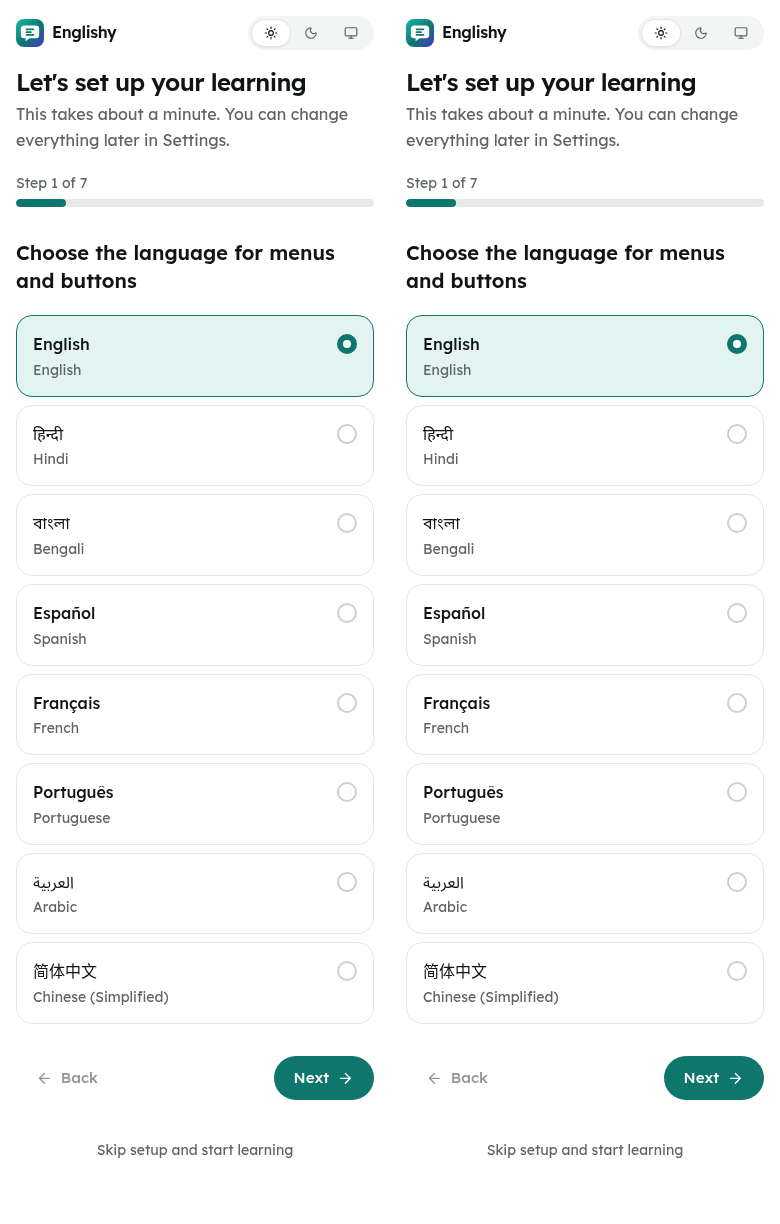 Englishy
Let's set up your learning
This takes about a minute. You can change
everything later in Settings.
Step 1 of 7
Choose the language for menus
and buttons
English
English
हिन्दी
Hindi
বাংলা
Bengali
Español
Spanish
Français
French
Português
Portuguese
العربية
Arabic
简体中文
Chinese (Simplified)
Back
Next
Skip setup and start learning
Englishy
Let's set up your learning
This takes about a minute. You can change
everything later in Settings.
Step 1 of 7
Choose the language for menus
and buttons
English
English
हिन्दी
Hindi
বাংলা
Bengali
Español
Spanish
Français
French
Português
Portuguese
العربية
Arabic
简体中文
Chinese (Simplified)
Back
Next
Skip setup and start learning